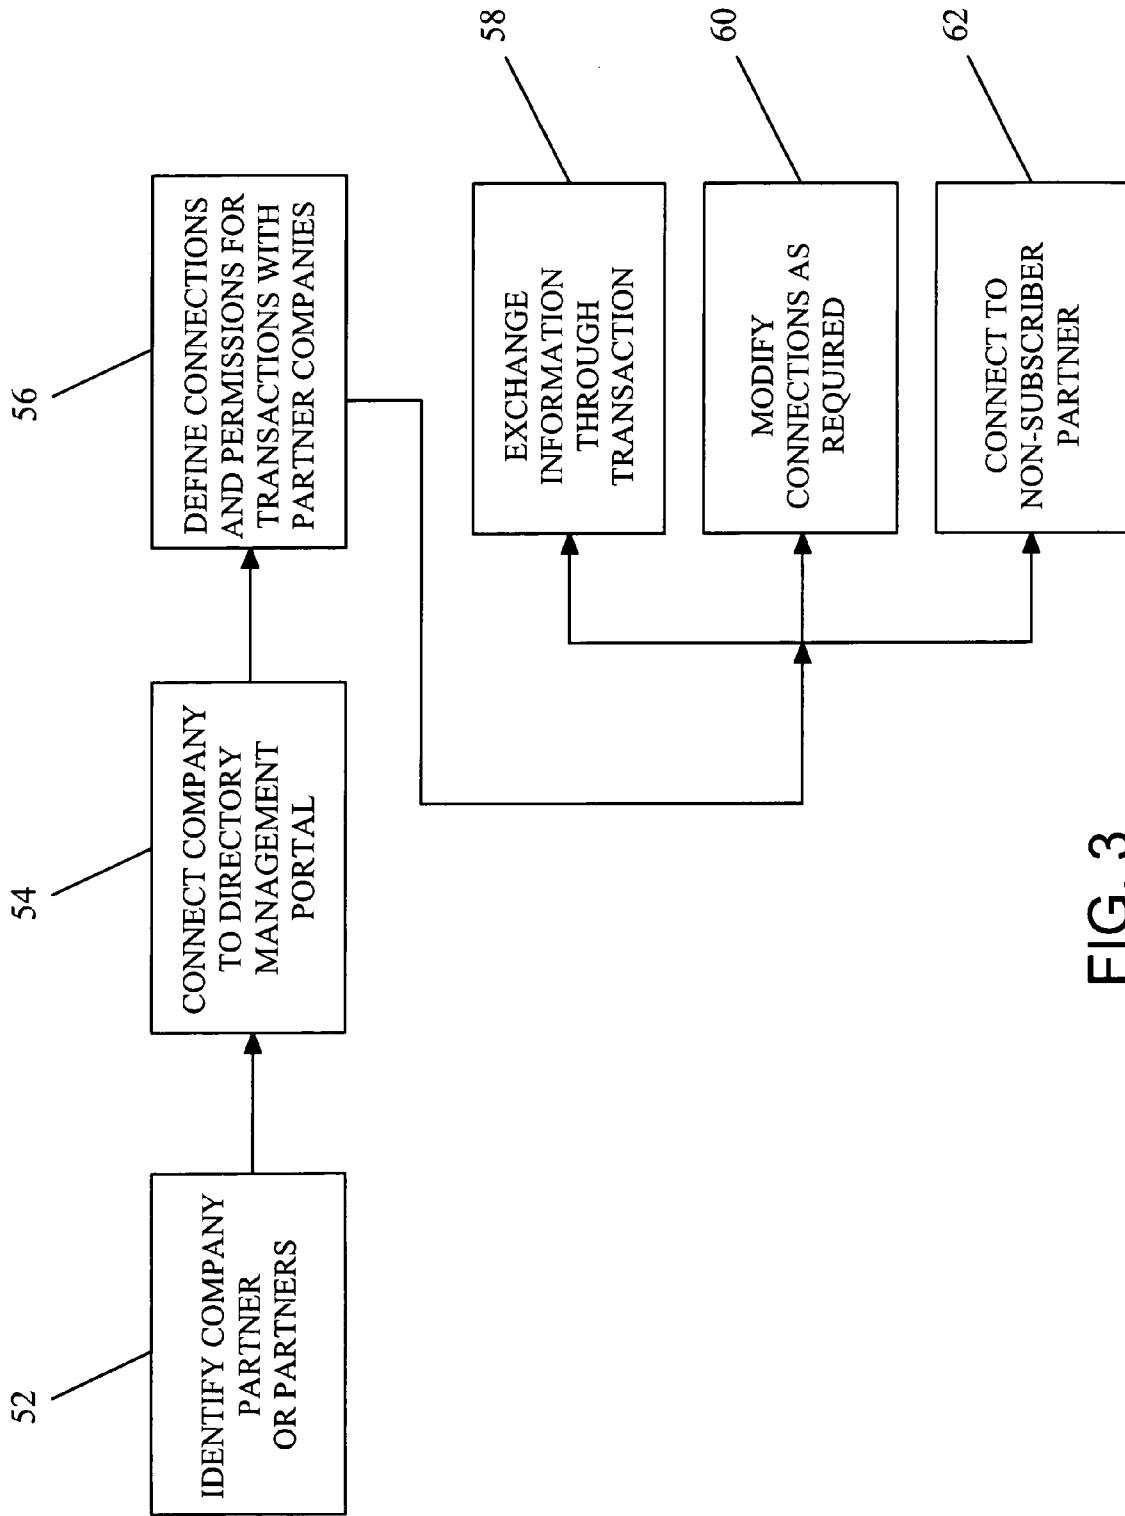 52
IDENTIFY COMPANY
PARTNER
OR PARTNERS
54
CONNECT COMPANY
TO DIRECTORY
MANAGEMENT
PORTAL
56
DEFINE CONNECTIONS
AND PERMISSIONS FOR
TRANSACTIONS WITH
PARTNER COMPANIES
58
EXCHANGE
INFORMATION
THROUGH
TRANSACTION
60
MODIFY
CONNECTIONS AS
REQUIRED
62
CONNECT TO
NON-SUBSCRIBER
PARTNER
FIG. 3